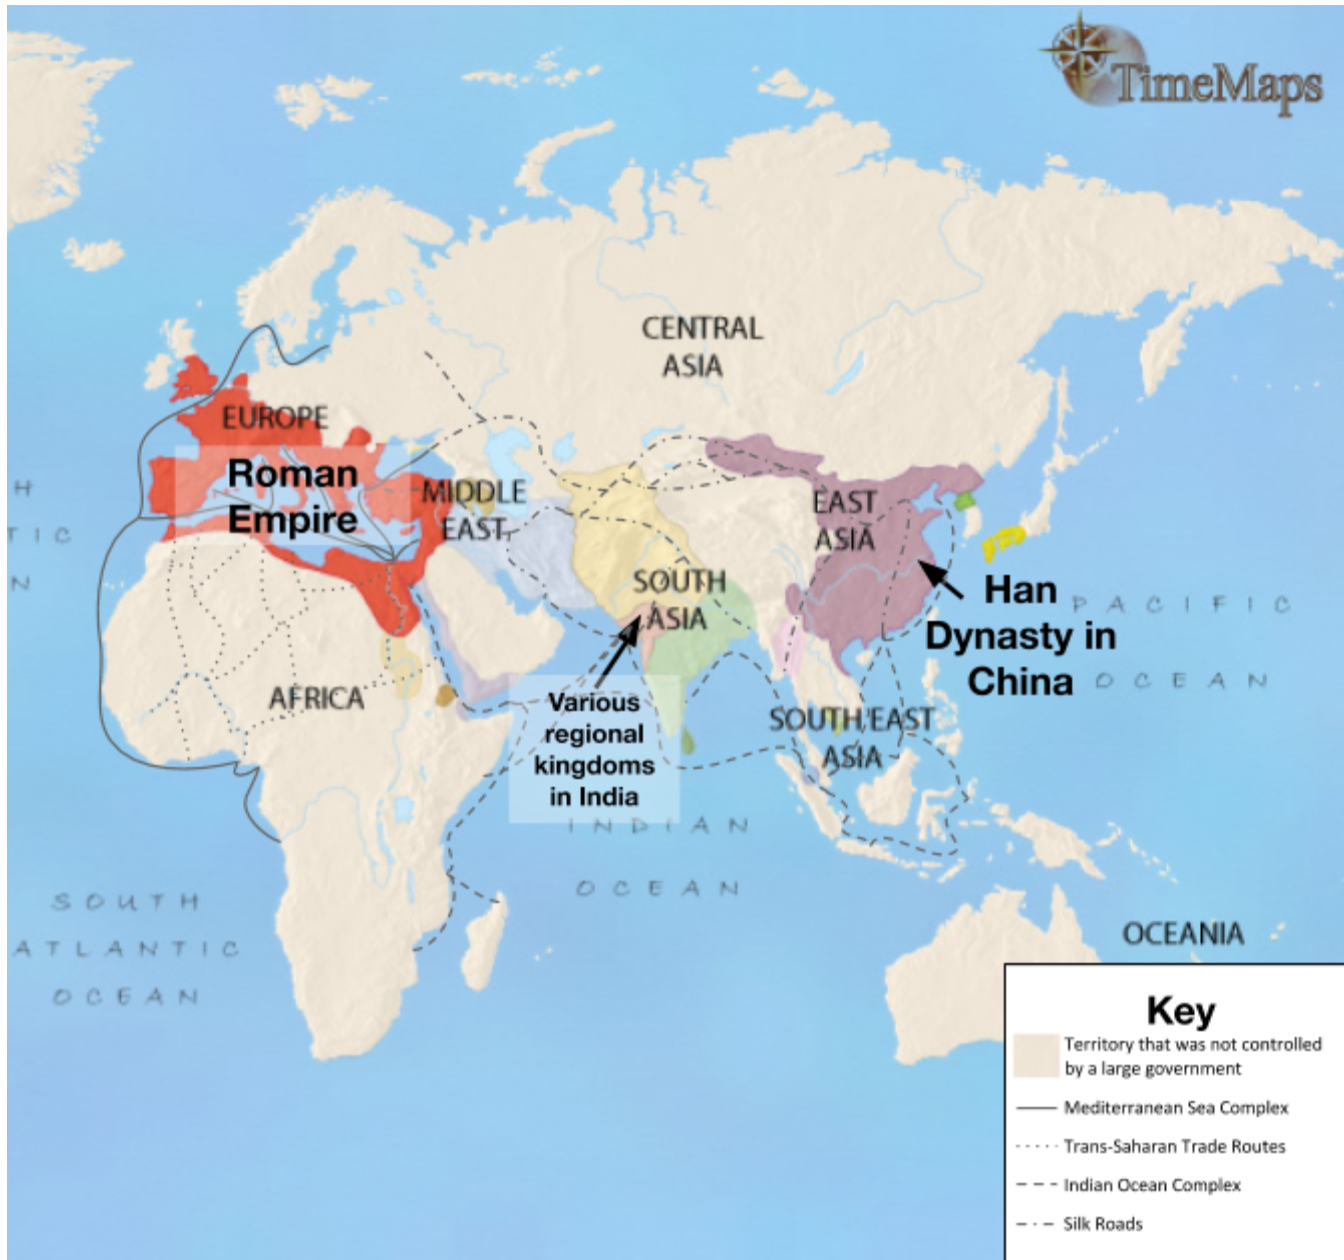 TimeMaps
CENTRAL
ASIA
EUROPE
Roman
Empire
MIDDLE
EAST
EAST
ASIA
H
TIC
N
SOUTH
ASIA
Han
Dynasty in
China
PACIFIC
OCEAN
AFRICA
Various
regional
kingdoms
in India
SOUTH EAST
ASIA
INDIAN
OCEAN
SOUTH
ATLANTIC
OCEAN
OCEANIA
Key
Territory that was not controlled
by a large government
Mediterranean Sea Complex
Trans-Saharan Trade Routes
Indian Ocean Complex
Silk Roads